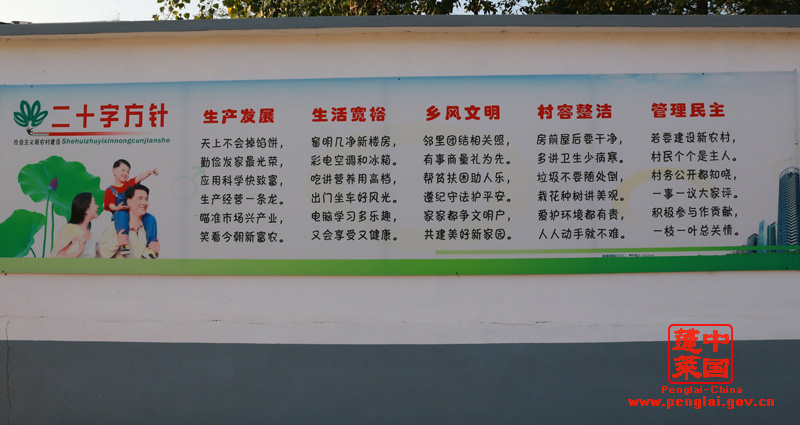 二十字方针
社会主义新农村建设 Shehuizhuyixinnongcunjianshe
生产发展
天上不会掉馅饼,
勤俭发家最光荣,
应用科学快致富,
生产经营一条龙。
瞄准市场兴产业,
笑看今朝新富农。
生活宽裕
窗明几净新楼房,
彩电空调和冰箱。
吃讲营养用高档,
出门坐车好风光。
电脑学习多乐趣,
又会享受又健康。
乡风文明
邻里团结相关照,
有事商量礼为先。
帮贫扶困助人乐,
遵纪守法护平安。
家家都争文明户,
共建美好新家园。
村容整洁
房前屋后要干净,
多讲卫生少病害。
垃圾不要随处倒,
栽花种树讲美观。
爱护环境都有责,
人人动手就不难。
管理民主
若要建设新农村,
村民个个是主人。
村务公开都知晓,
一事一议大家评。
积极参与作贡献,
一枝一叶总关情。
蓬莱中国
Penglai-China
www.penglai.gov.cn